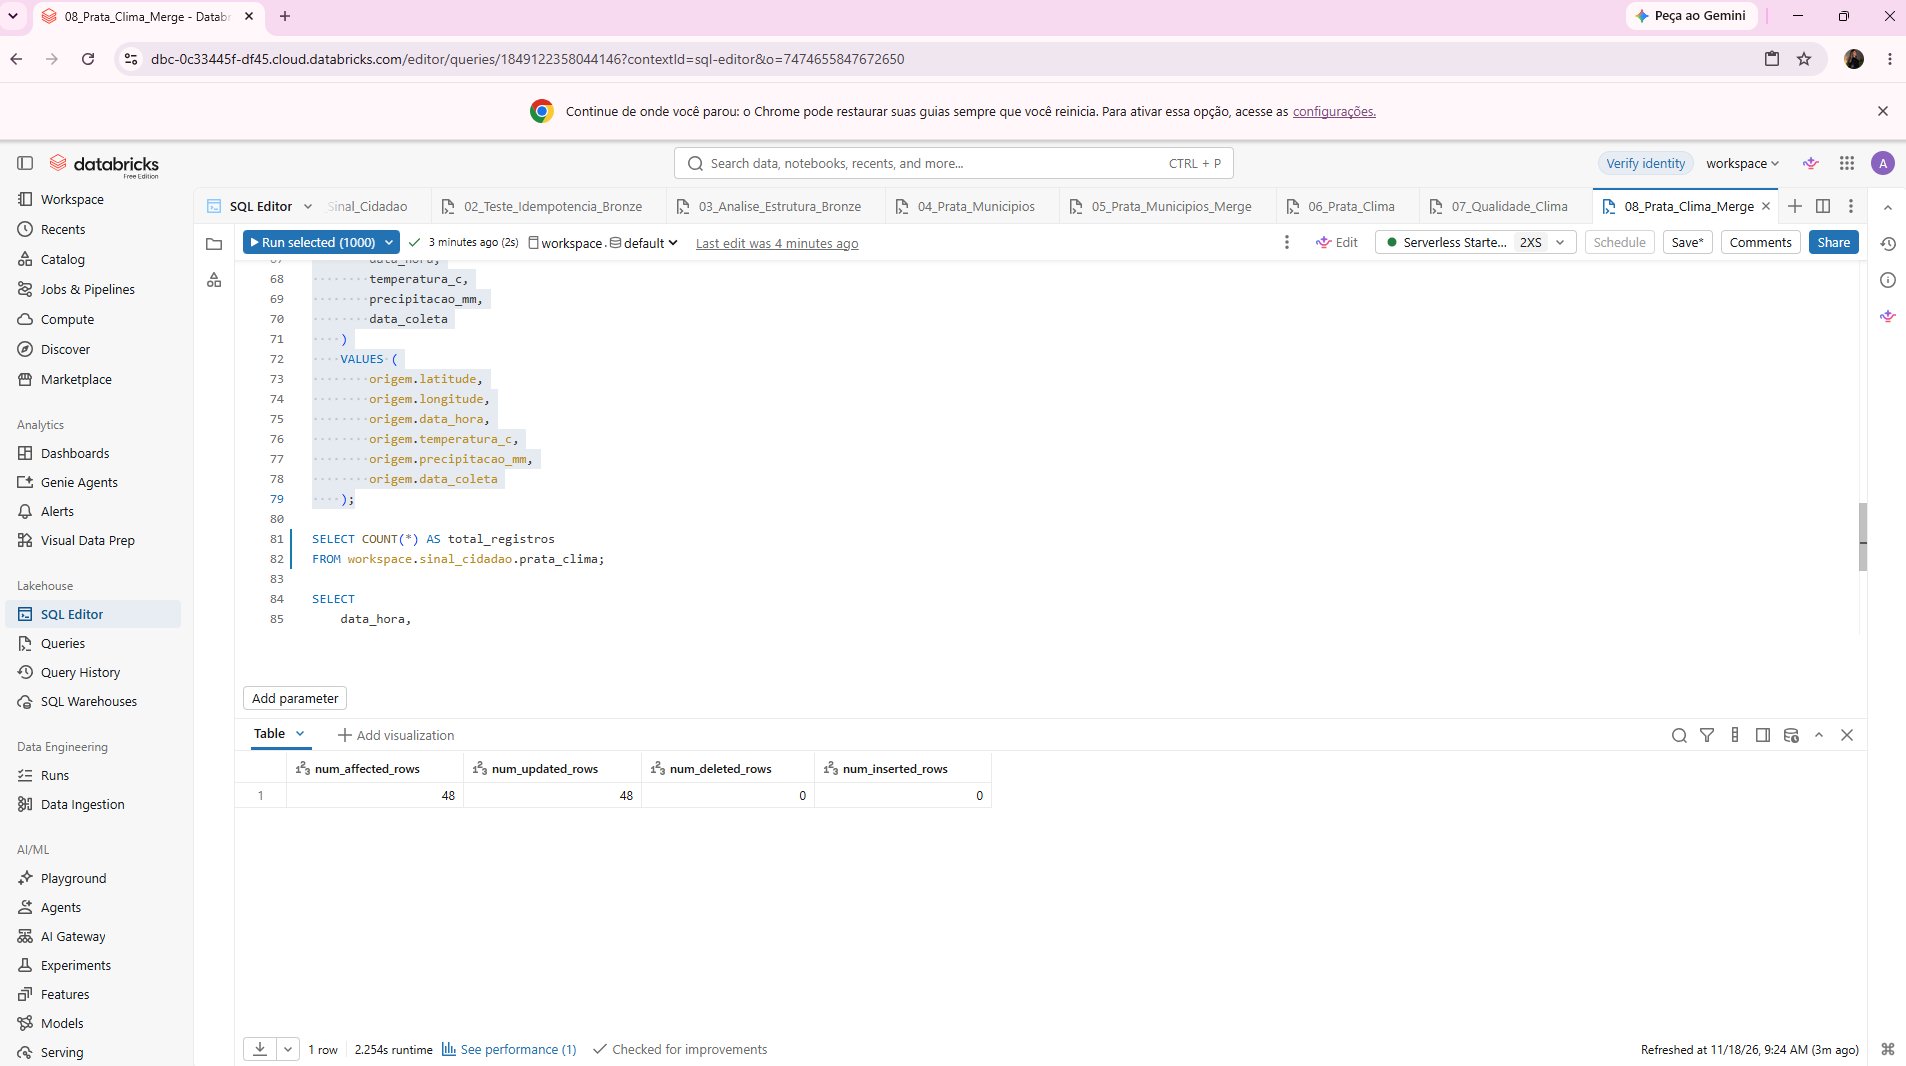 08_Prata_Clima_Merge - Datab
Peça ao Gemini
dbc-0c33445f-df45.cloud.databricks.com/editor/queries/1849122358044146?contextId=sql-editor&o=7474655847672650
Continue de onde você parou: o Chrome pode restaurar suas guias sempre que você reinicia. Para ativar essa opção, acesse as configurações.
databricks
Free Edition
Search data, notebooks, recents, and more...
CTRL + P
Verify identity
workspace
A
Workspace
Recents
Catalog
Jobs & Pipelines
Compute
Discover
Marketplace
Analytics
Dashboards
Genie Agents
Alerts
Visual Data Prep
Lakehouse
SQL Editor
Queries
Query History
SQL Warehouses
Data Engineering
Runs
Data Ingestion
AI/ML
Playground
Agents
AI Gateway
Experiments
Features
Models
Serving
SQL Editor
Sinal_Cidadao
02_Teste_Idempotencia_Bronze
03_Analise_Estrutura_Bronze
04_Prata_Municipios
05_Prata_Municipios_Merge
06_Prata_Clima
07_Qualidade_Clima
08_Prata_Clima_Merge
Run selected (1000)
3 minutes ago (2s)
workspace . default
Last edit was 4 minutes ago
Edit
Serverless Starte... 2XS
Schedule
Save*
Comments
Share
67 data_hora,
68 temperatura_c,
69 precipitacao_mm,
70 data_coleta
71 )
72 VALUES (
73 origem.latitude,
74 origem.longitude,
75 origem.data_hora,
76 origem.temperatura_c,
77 origem.precipitacao_mm,
78 origem.data_coleta
79 );
80
81 SELECT COUNT(*) AS total_registros
82 FROM workspace.sinal_cidadao.prata_clima;
83
84 SELECT
85 data_hora,
Add parameter
Table
Add visualization
num_affected_rows num_updated_rows num_deleted_rows num_inserted_rows
1 48 48 0 0
1 row
2.254s runtime
See performance (1)
Checked for improvements
Refreshed at 11/18/26, 9:24 AM (3m ago)